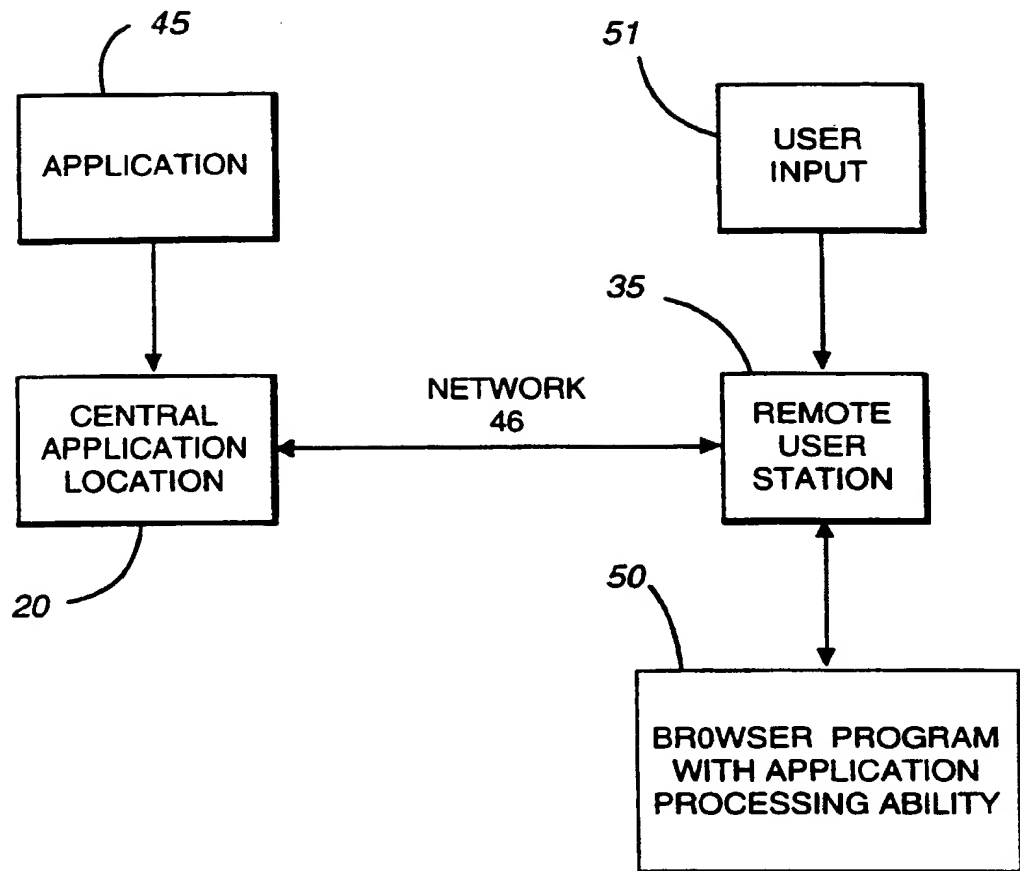 45
51
APPLICATION
USER
INPUT
35
CENTRAL
APPLICATION
LOCATION
NETWORK
46
REMOTE
USER
STATION
20
50
BR0WSER PROGRAM
WITH APPLICATION
PROCESSING ABILITY